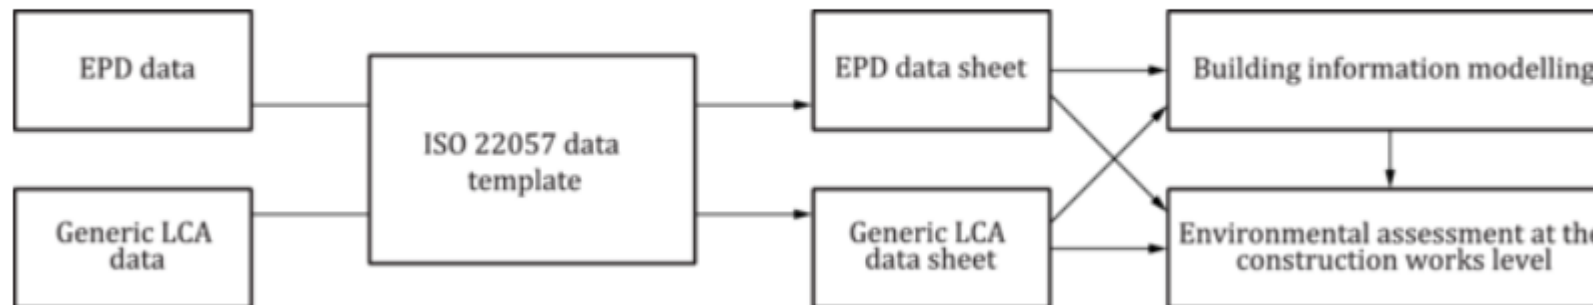 EPD data
EPD data sheet
Building information modelling
ISO 22057 data
template
Generic LCA
data
Generic LCA
data sheet
Environmental assessment at the
construction works level